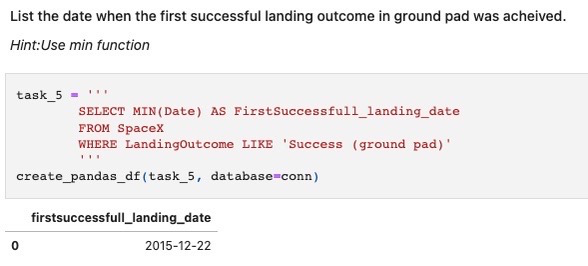 List the date when the first successful landing outcome in ground pad was acheived.
Hint:Use min function
task_5 = '''
SELECT MIN(Date) AS FirstSuccessfull_landing_date
FROM SpaceX
WHERE LandingOutcome LIKE 'Success (ground pad)'
'''
create_pandas_df(task_5, database=conn)
firstsuccessfull_landing_date
0 2015-12-22